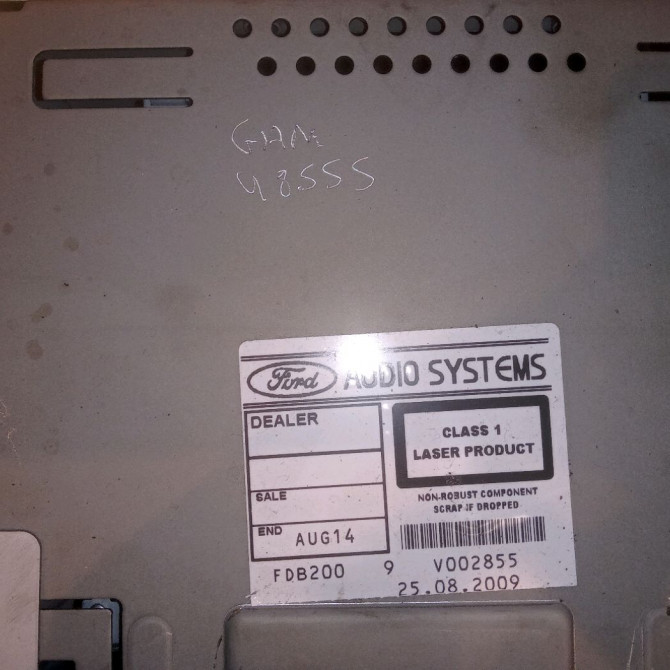 48555
Ford AUDIO SYSTEMS
DEALER
CLASS 1
LASER PRODUCT
SALE
NON-ROBUST COMPONENT
SCRAP IF DROPPED
END AUG14
FDB200 9 V002855
25.08.2009